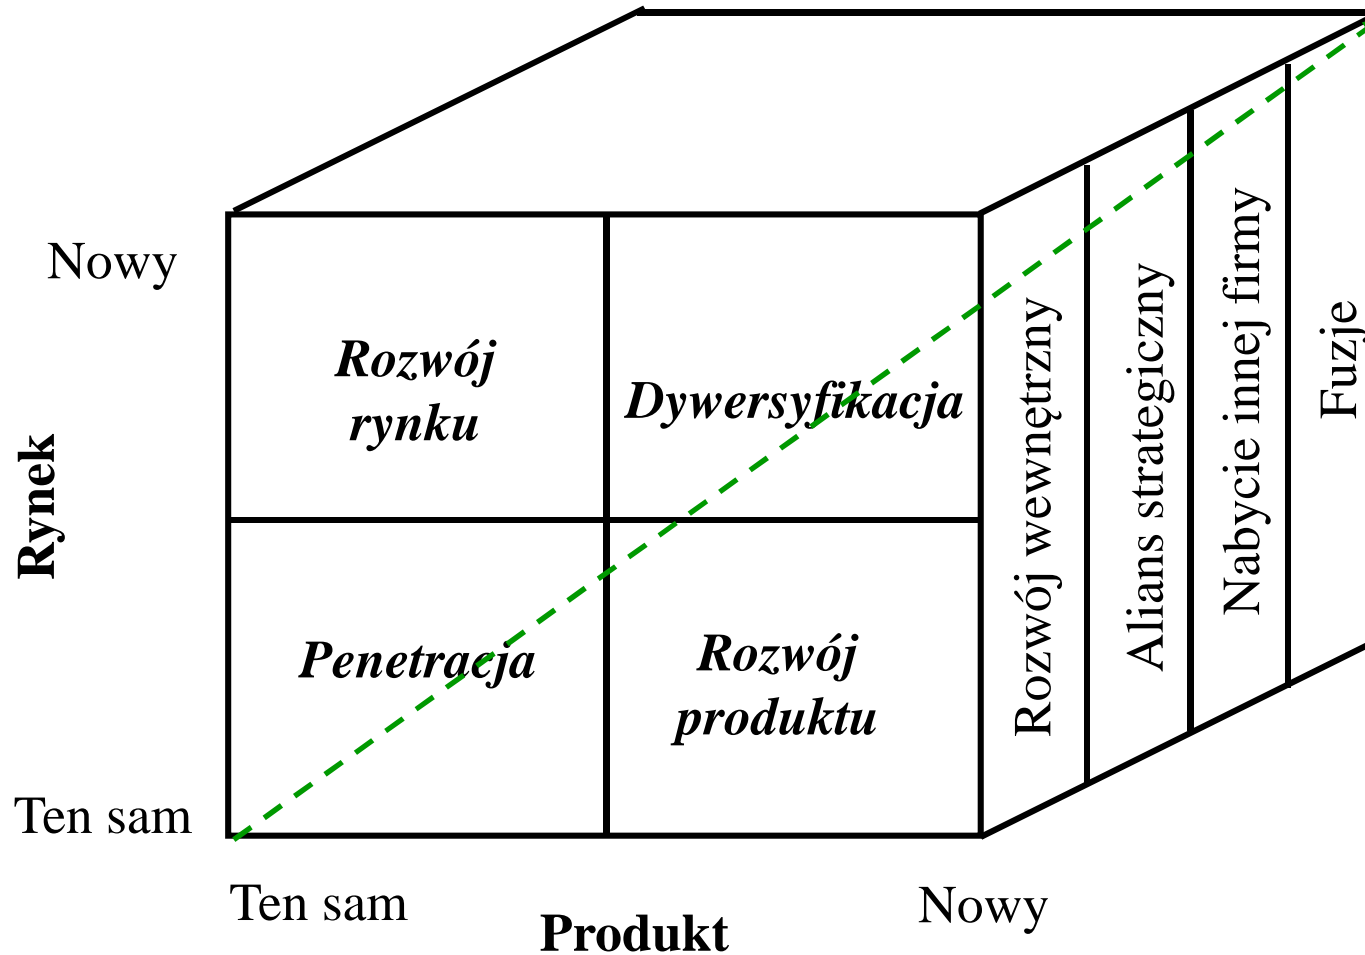 Nowy
Rozwój
rynku
Dywersyfikacja
Rynek
Penetracja
Rozwój
produktu
Ten sam
Ten sam
Nowy
Produkt
Rozwój wewnętrzny
Alians strategiczny
Nabycie innej firmy
Fuzje